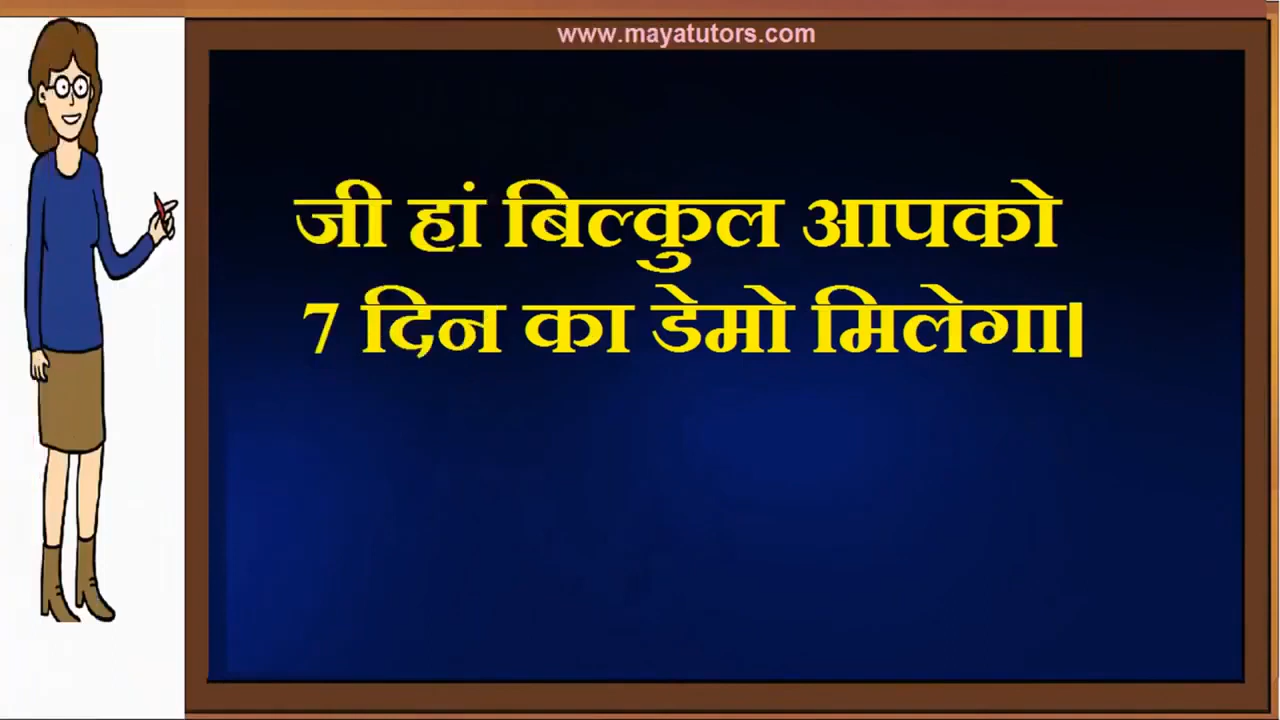 www.mayatutors.com
जी हां बिल्कुल आपको
7 दिन का डेमो मिलेगा।